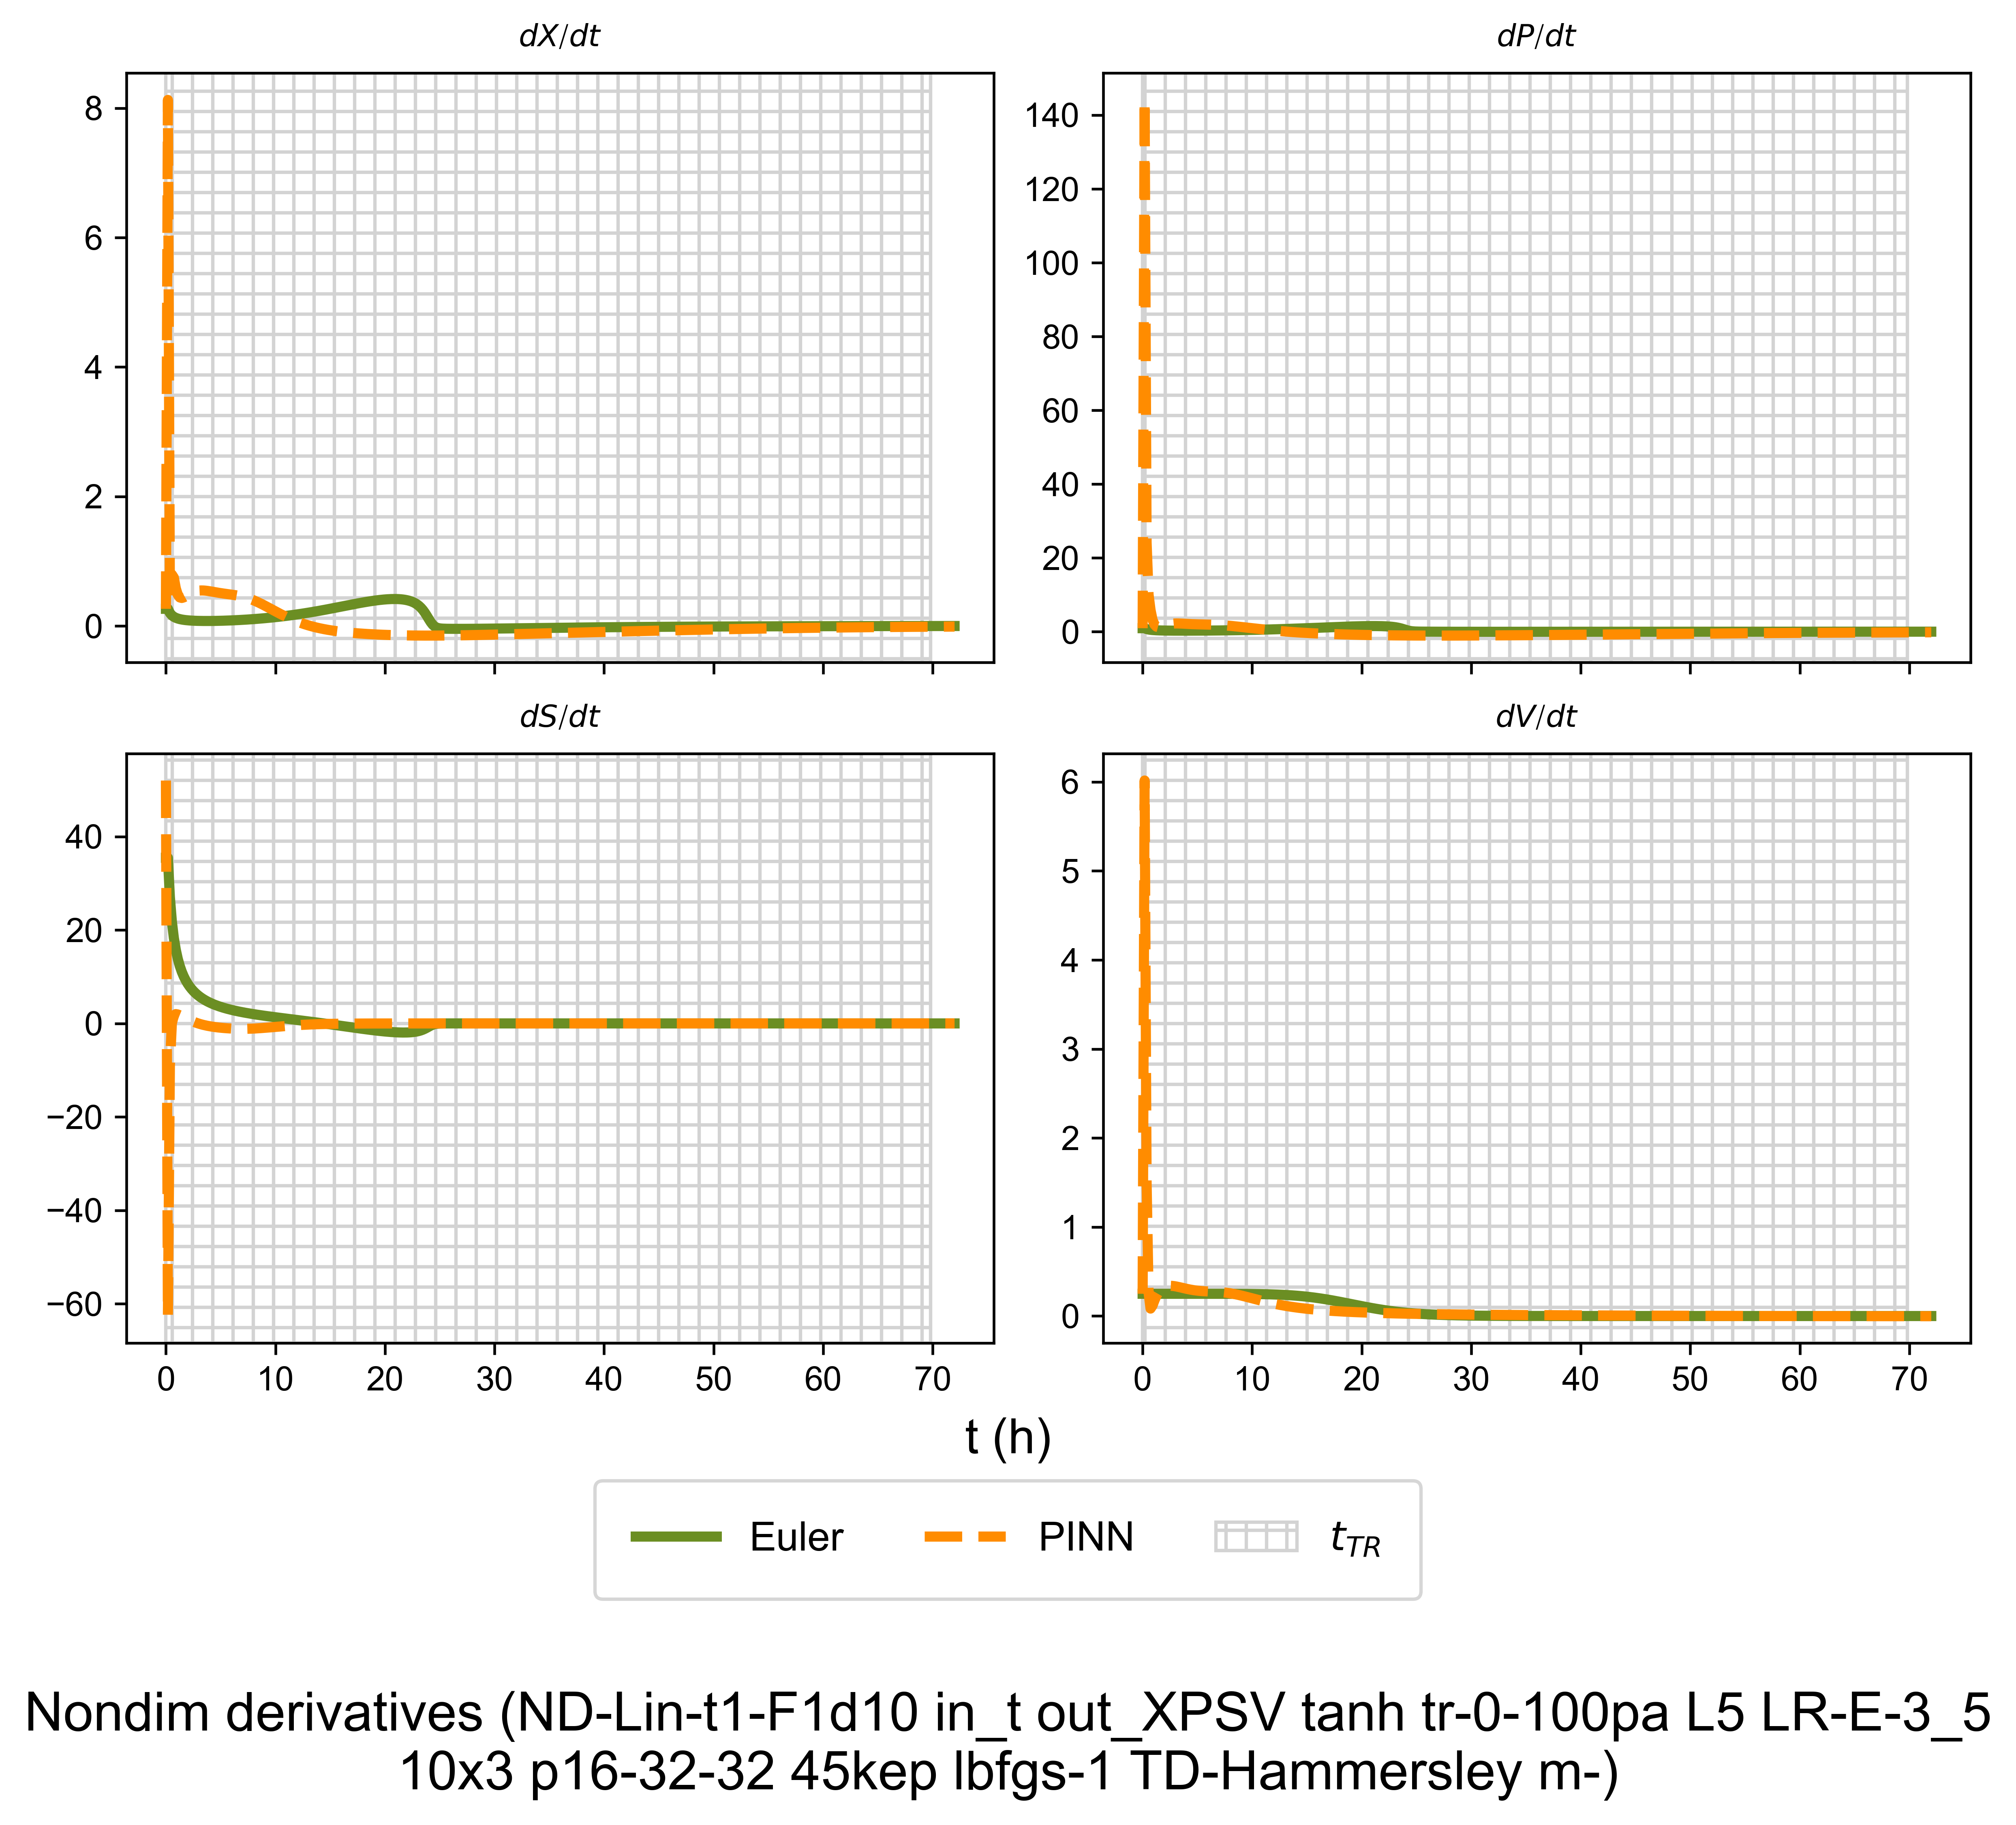 dX/dt
dP/dt
8
6
4
2
0
140
120
100
80
60
40
20
0
dS/dt
dV/dt
40
20
0
−20
−40
−60
6
5
4
3
2
1
0
0 10 20 30 40 50 60 70
0 10 20 30 40 50 60 70
t (h)
Euler PINN t_TR
Nondim derivatives (ND-Lin-t1-F1d10 in_t out_XPSV tanh tr-0-100pa L5 LR-E-3_5
10x3 p16-32-32 45kep lbfgs-1 TD-Hammersley m-)